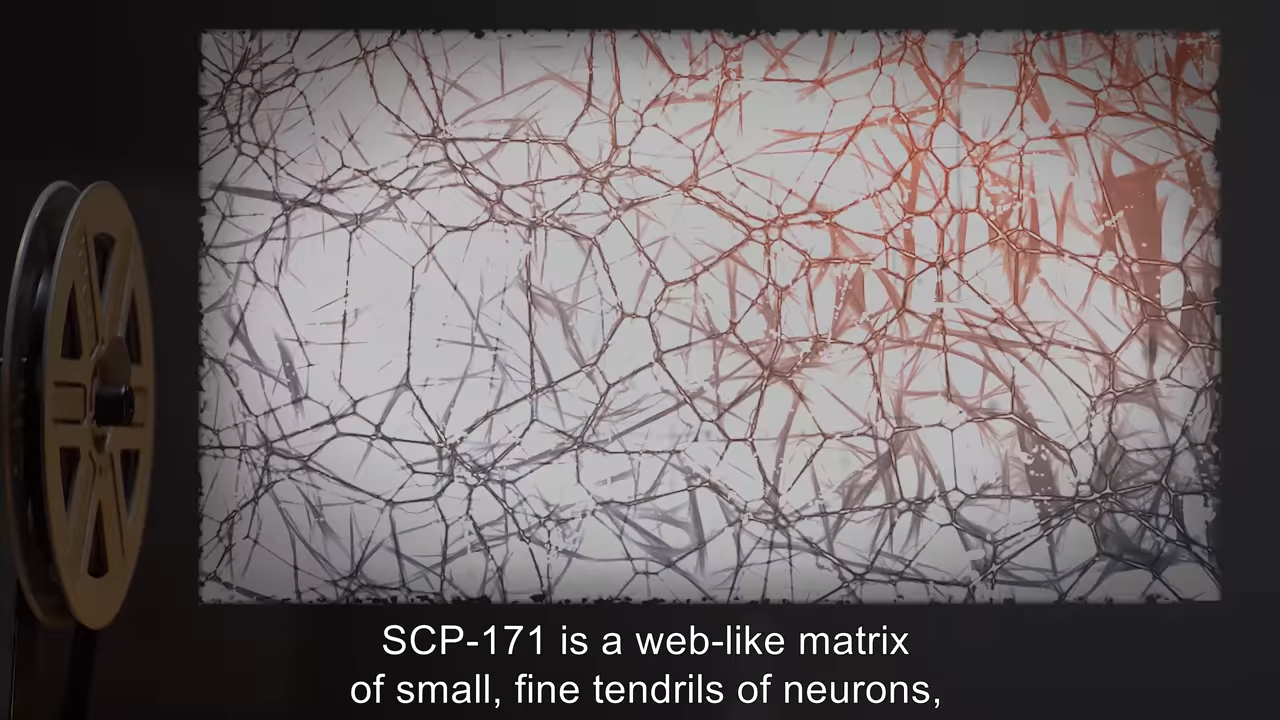 SCP-171 is a web-like matrix
of small, fine tendrils of neurons,